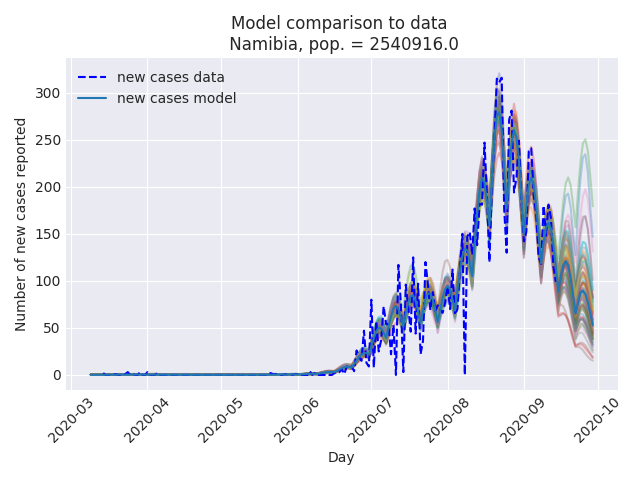 Model comparison to data
Namibia, pop. = 2540916.0
new cases data
new cases model
Number of new cases reported
300
250
200
150
100
50
0
2020-03
2020-04
2020-05
2020-06
2020-07
2020-08
2020-09
2020-10
Day